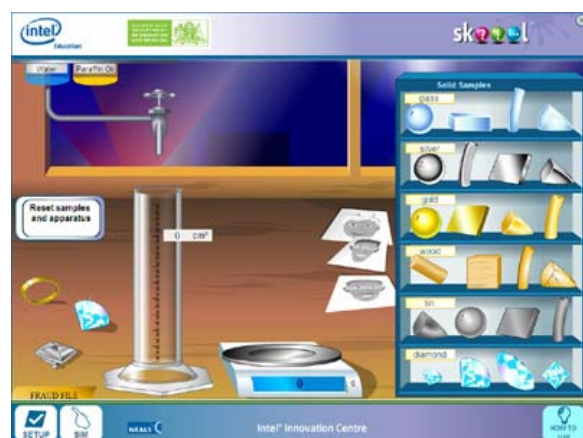 intel
Education
skoool
Water
Paraffin Oil
Solid Samples
glass
silver
gold
wood
tin
diamond
Reset samples
and apparatus
0 cm³
0 g
FRAUD FILE
SETUP
SIM
Intel® Innovation Centre
HOW TO